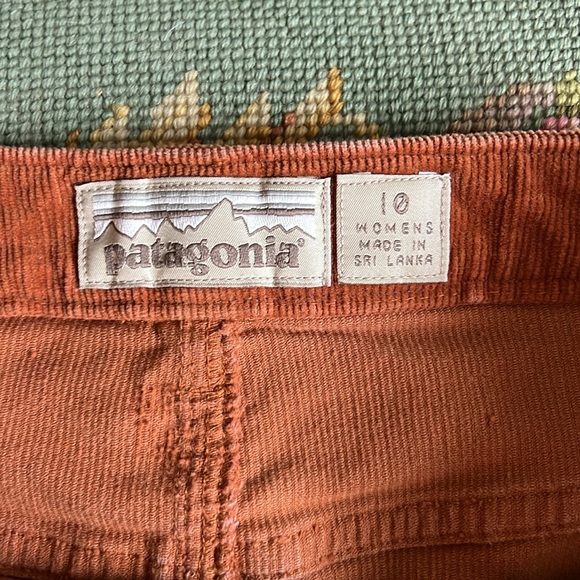 patagonia®
10
WOMENS
MADE IN
SRI LANKA